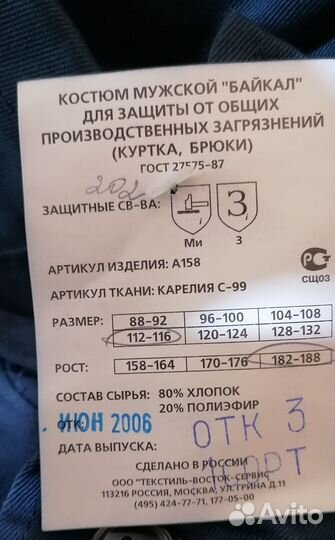 КОСТЮМ МУЖСКОЙ "БАЙКАЛ"
ДЛЯ ЗАЩИТЫ ОТ ОБЩИХ
ПРОИЗВОДСТВЕННЫХ ЗАГРЯЗНЕНИЙ
(КУРТКА, БРЮКИ)
ГОСТ 27575-87
202
ЗАЩИТНЫЕ СВ-ВА:
i З i
Ми З
АРТИКУЛ ИЗДЕЛИЯ: А158
АРТИКУЛ ТКАНИ: КАРЕЛИЯ С-99
СЩ03
РАЗМЕР: 88-92 96-100 104-108
112-116 120-124 128-132
РОСТ: 158-164 170-176 182-188
СОСТАВ СЫРЬЯ: 80% ХЛОПОК
20% ПОЛИЭФИР
ОТК:
ИЮН 2006
ОТК 3
ДАТА ВЫПУСКА:
СДЕЛАНО В РОССИИ
ООО "ТЕКСТИЛЬ-ВОСТОК-СЕРВИС"
113216 РОССИЯ, МОСКВА, УЛ. ГРИНА Д.11
(495) 424-77-71, 177-05-00
Avito